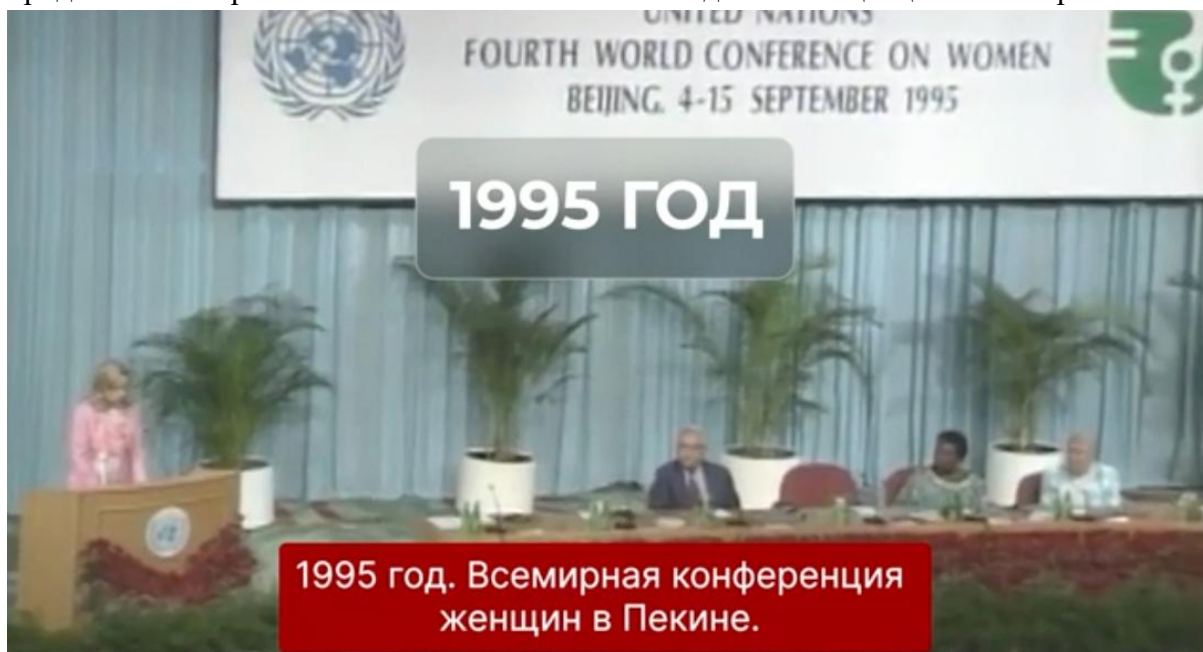 UNITED NATIONS
FOURTH WORLD CONFERENCE ON WOMEN
BEIJING, 4-15 SEPTEMBER 1995
1995 ГОД
1995 год. Всемирная конференция
женщин в Пекине.